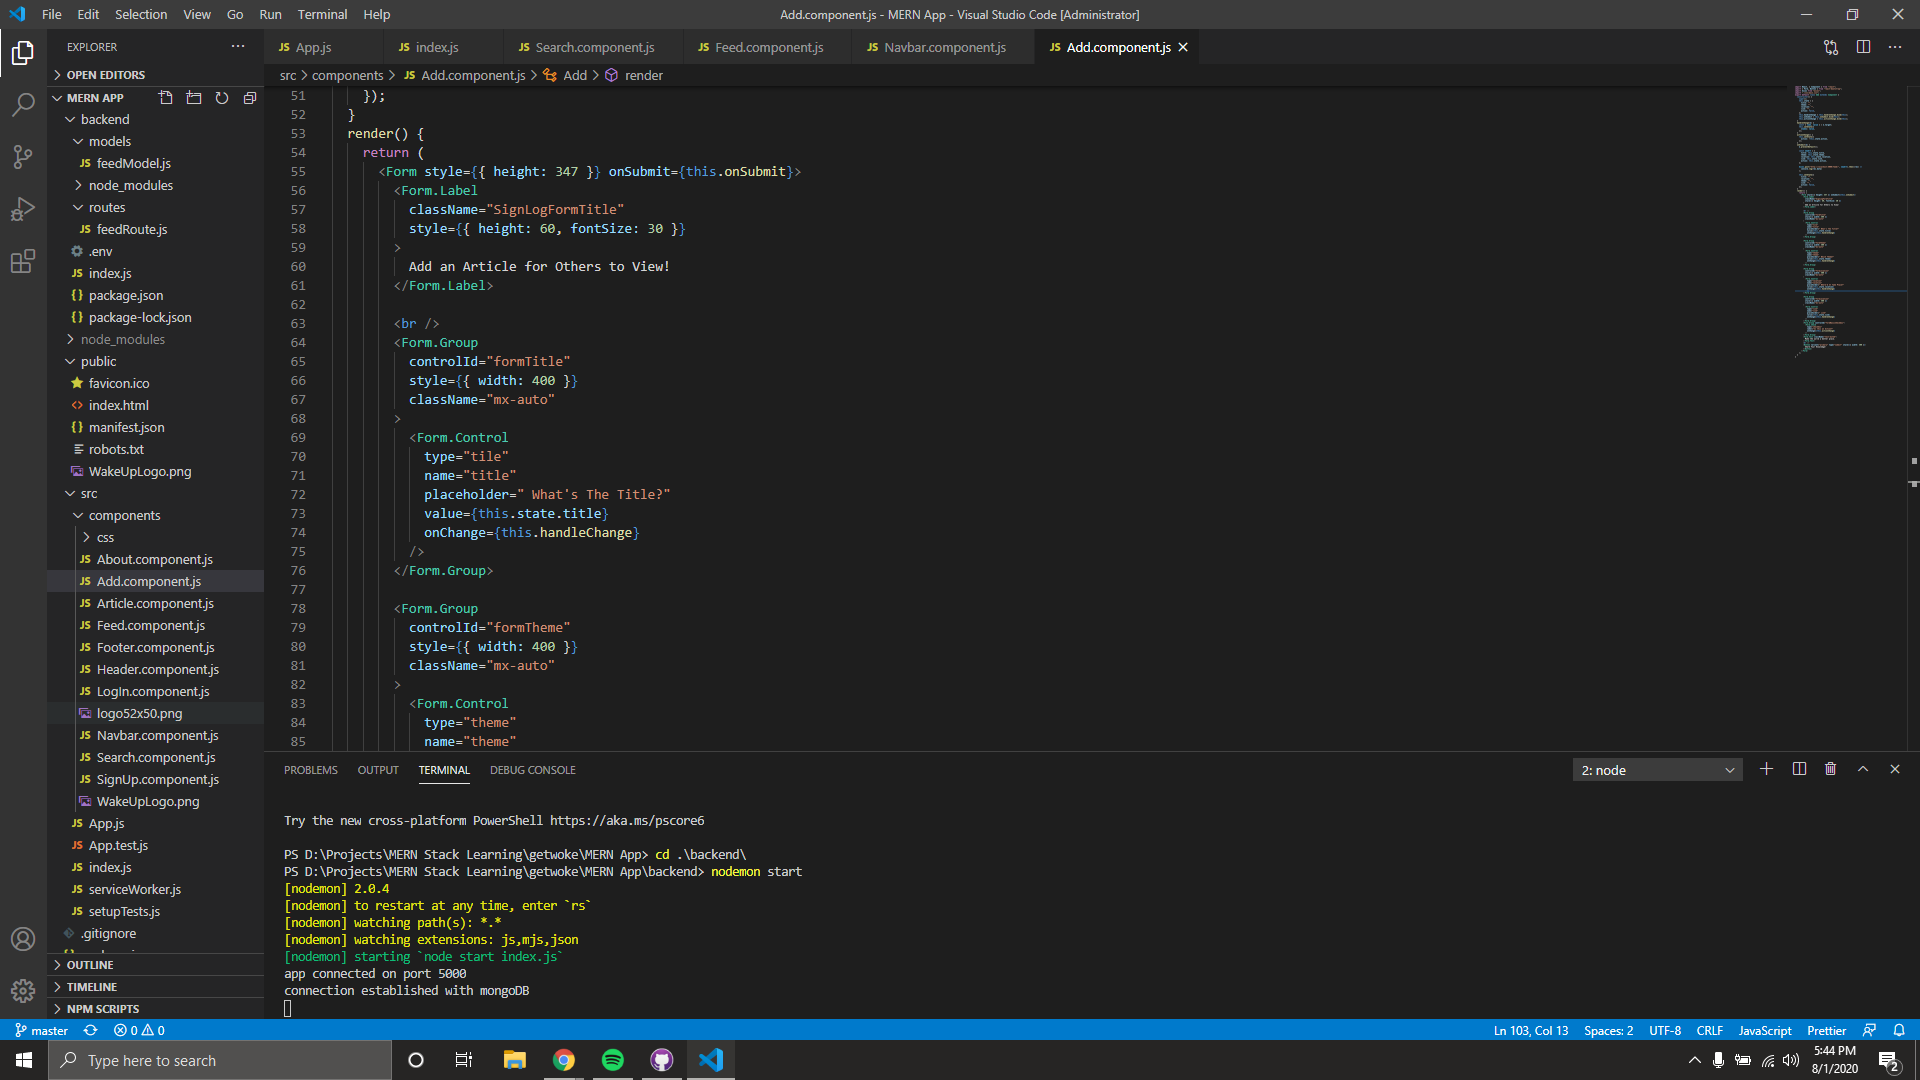 File Edit Selection View Go Run Terminal Help
Add.component.js - MERN App - Visual Studio Code [Administrator]
EXPLORER
OPEN EDITORS
MERN APP
backend
models
JS feedModel.js
node_modules
routes
JS feedRoute.js
.env
JS index.js
{} package.json
{} package-lock.json
node_modules
public
favicon.ico
<> index.html
{} manifest.json
robots.txt
WakeUpLogo.png
src
components
css
JS About.component.js
JS Add.component.js
JS Article.component.js
JS Feed.component.js
JS Footer.component.js
JS Header.component.js
JS LogIn.component.js
logo52x50.png
JS Navbar.component.js
JS Search.component.js
JS SignUp.component.js
WakeUpLogo.png
JS App.js
JS App.test.js
JS index.js
JS serviceWorker.js
JS setupTests.js
.gitignore
OUTLINE
TIMELINE
NPM SCRIPTS
JS App.js JS index.js JS Search.component.js JS Feed.component.js JS Navbar.component.js JS Add.component.js
src > components > JS Add.component.js > Add > render
51 });
52 }
53 render() {
54 return (
55 <Form style={{ height: 347 }} onSubmit={this.onSubmit}>
56 <Form.Label
57 className="SignLogFormTitle"
58 style={{ height: 60, fontSize: 30 }}
59 >
60 Add an Article for Others to View!
61 </Form.Label>
62
63 <br />
64 <Form.Group
65 controlId="formTitle"
66 style={{ width: 400 }}
67 className="mx-auto"
68 >
69 <Form.Control
70 type="tile"
71 name="title"
72 placeholder=" What's The Title?"
73 value={this.state.title}
74 onChange={this.handleChange}
75 />
76 </Form.Group>
77
78 <Form.Group
79 controlId="formTheme"
80 style={{ width: 400 }}
81 className="mx-auto"
82 >
83 <Form.Control
84 type="theme"
85 name="theme"
PROBLEMS OUTPUT TERMINAL DEBUG CONSOLE
2: node
Try the new cross-platform PowerShell https://aka.ms/pscore6
PS D:\Projects\MERN Stack Learning\getwoke\MERN App> cd .\backend\
PS D:\Projects\MERN Stack Learning\getwoke\MERN App\backend> nodemon start
[nodemon] 2.0.4
[nodemon] to restart at any time, enter `rs`
[nodemon] watching path(s): *.*
[nodemon] watching extensions: js,mjs,json
[nodemon] starting `node start index.js`
app connected on port 5000
connection established with mongoDB
master 0 0
Ln 103, Col 13 Spaces: 2 UTF-8 CRLF JavaScript Prettier
Type here to search
5:44 PM
8/1/2020
2